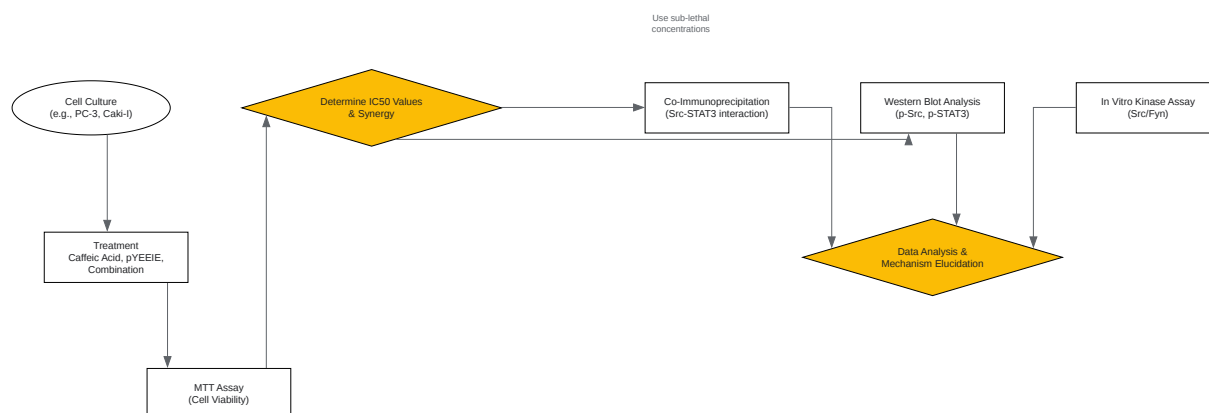 Use sub-lethal
concentrations
Cell Culture
(e.g., PC-3, Caki-I)
Determine IC50 Values
& Synergy
Co-Immunoprecipitation
(Src-STAT3 interaction)
Western Blot Analysis
(p-Src, p-STAT3)
In Vitro Kinase Assay
(Src/Fyn)
Treatment
Caffeic Acid, pYEEIE,
Combination
Data Analysis &
Mechanism Elucidation
MTT Assay
(Cell Viability)